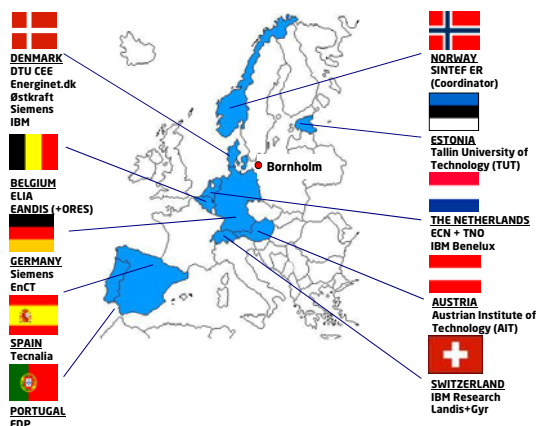 DENMARK
DTU CEE
Energinet.dk
Østkraft
Siemens
IBM
BELGIUM
ELIA
EANDIS (+ORES)
GERMANY
Siemens
EnCT
SPAIN
Tecnalia
PORTUGAL
EDP
Bornholm
NORWAY
SINTEF ER
(Coordinator)
ESTONIA
Tallin University of
Technology (TUT)
THE NETHERLANDS
ECN + TNO
IBM Benelux
AUSTRIA
Austrian Institute of
Technology (AIT)
SWITZERLAND
IBM Research
Landis+Gyr